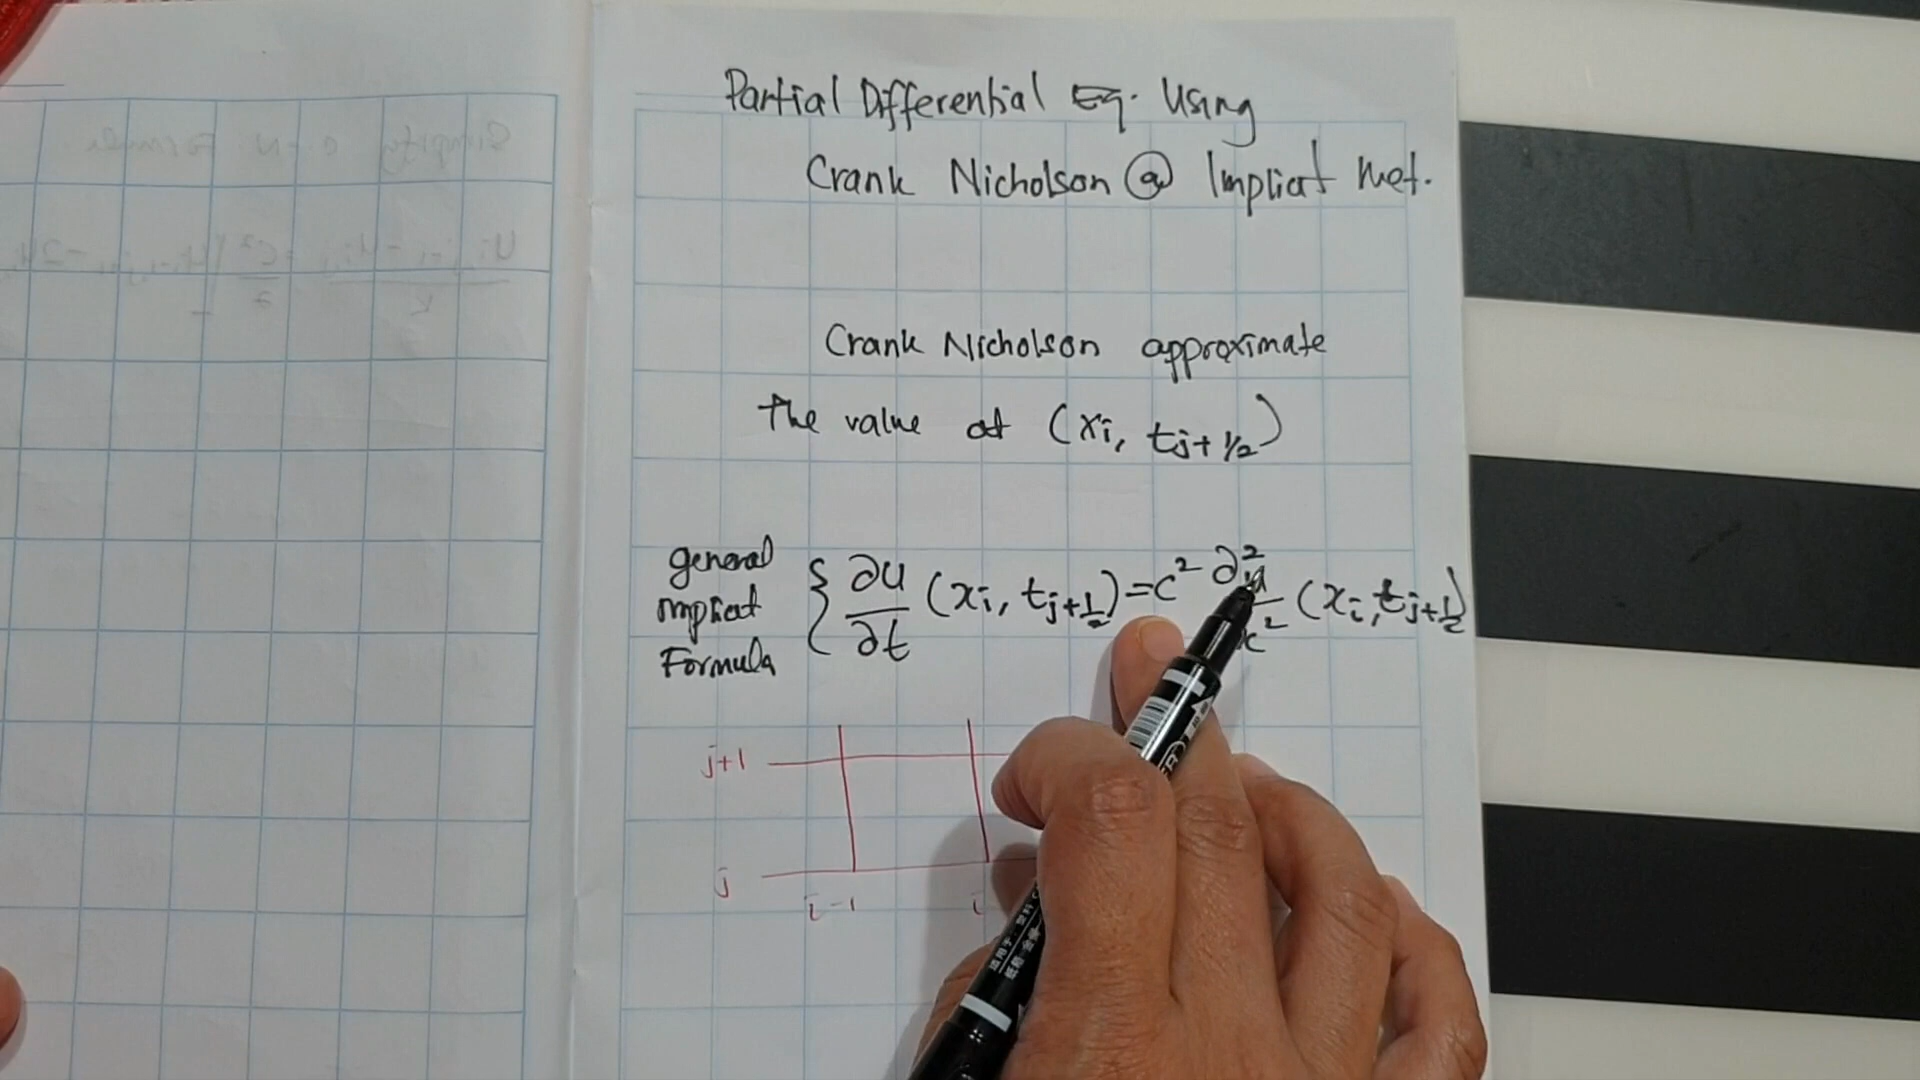 Partial Differential Eq. Using
Crank Nicholson @ Implicit Met.
Crank Nicholson approximate
The value at (xi, tj+1/2)
general
implicit
Formula
{ ∂u/∂t (xi, tj+1/2) = c² ∂²u/x² (xi, tj+1/2)
j+1
j
i-1 i